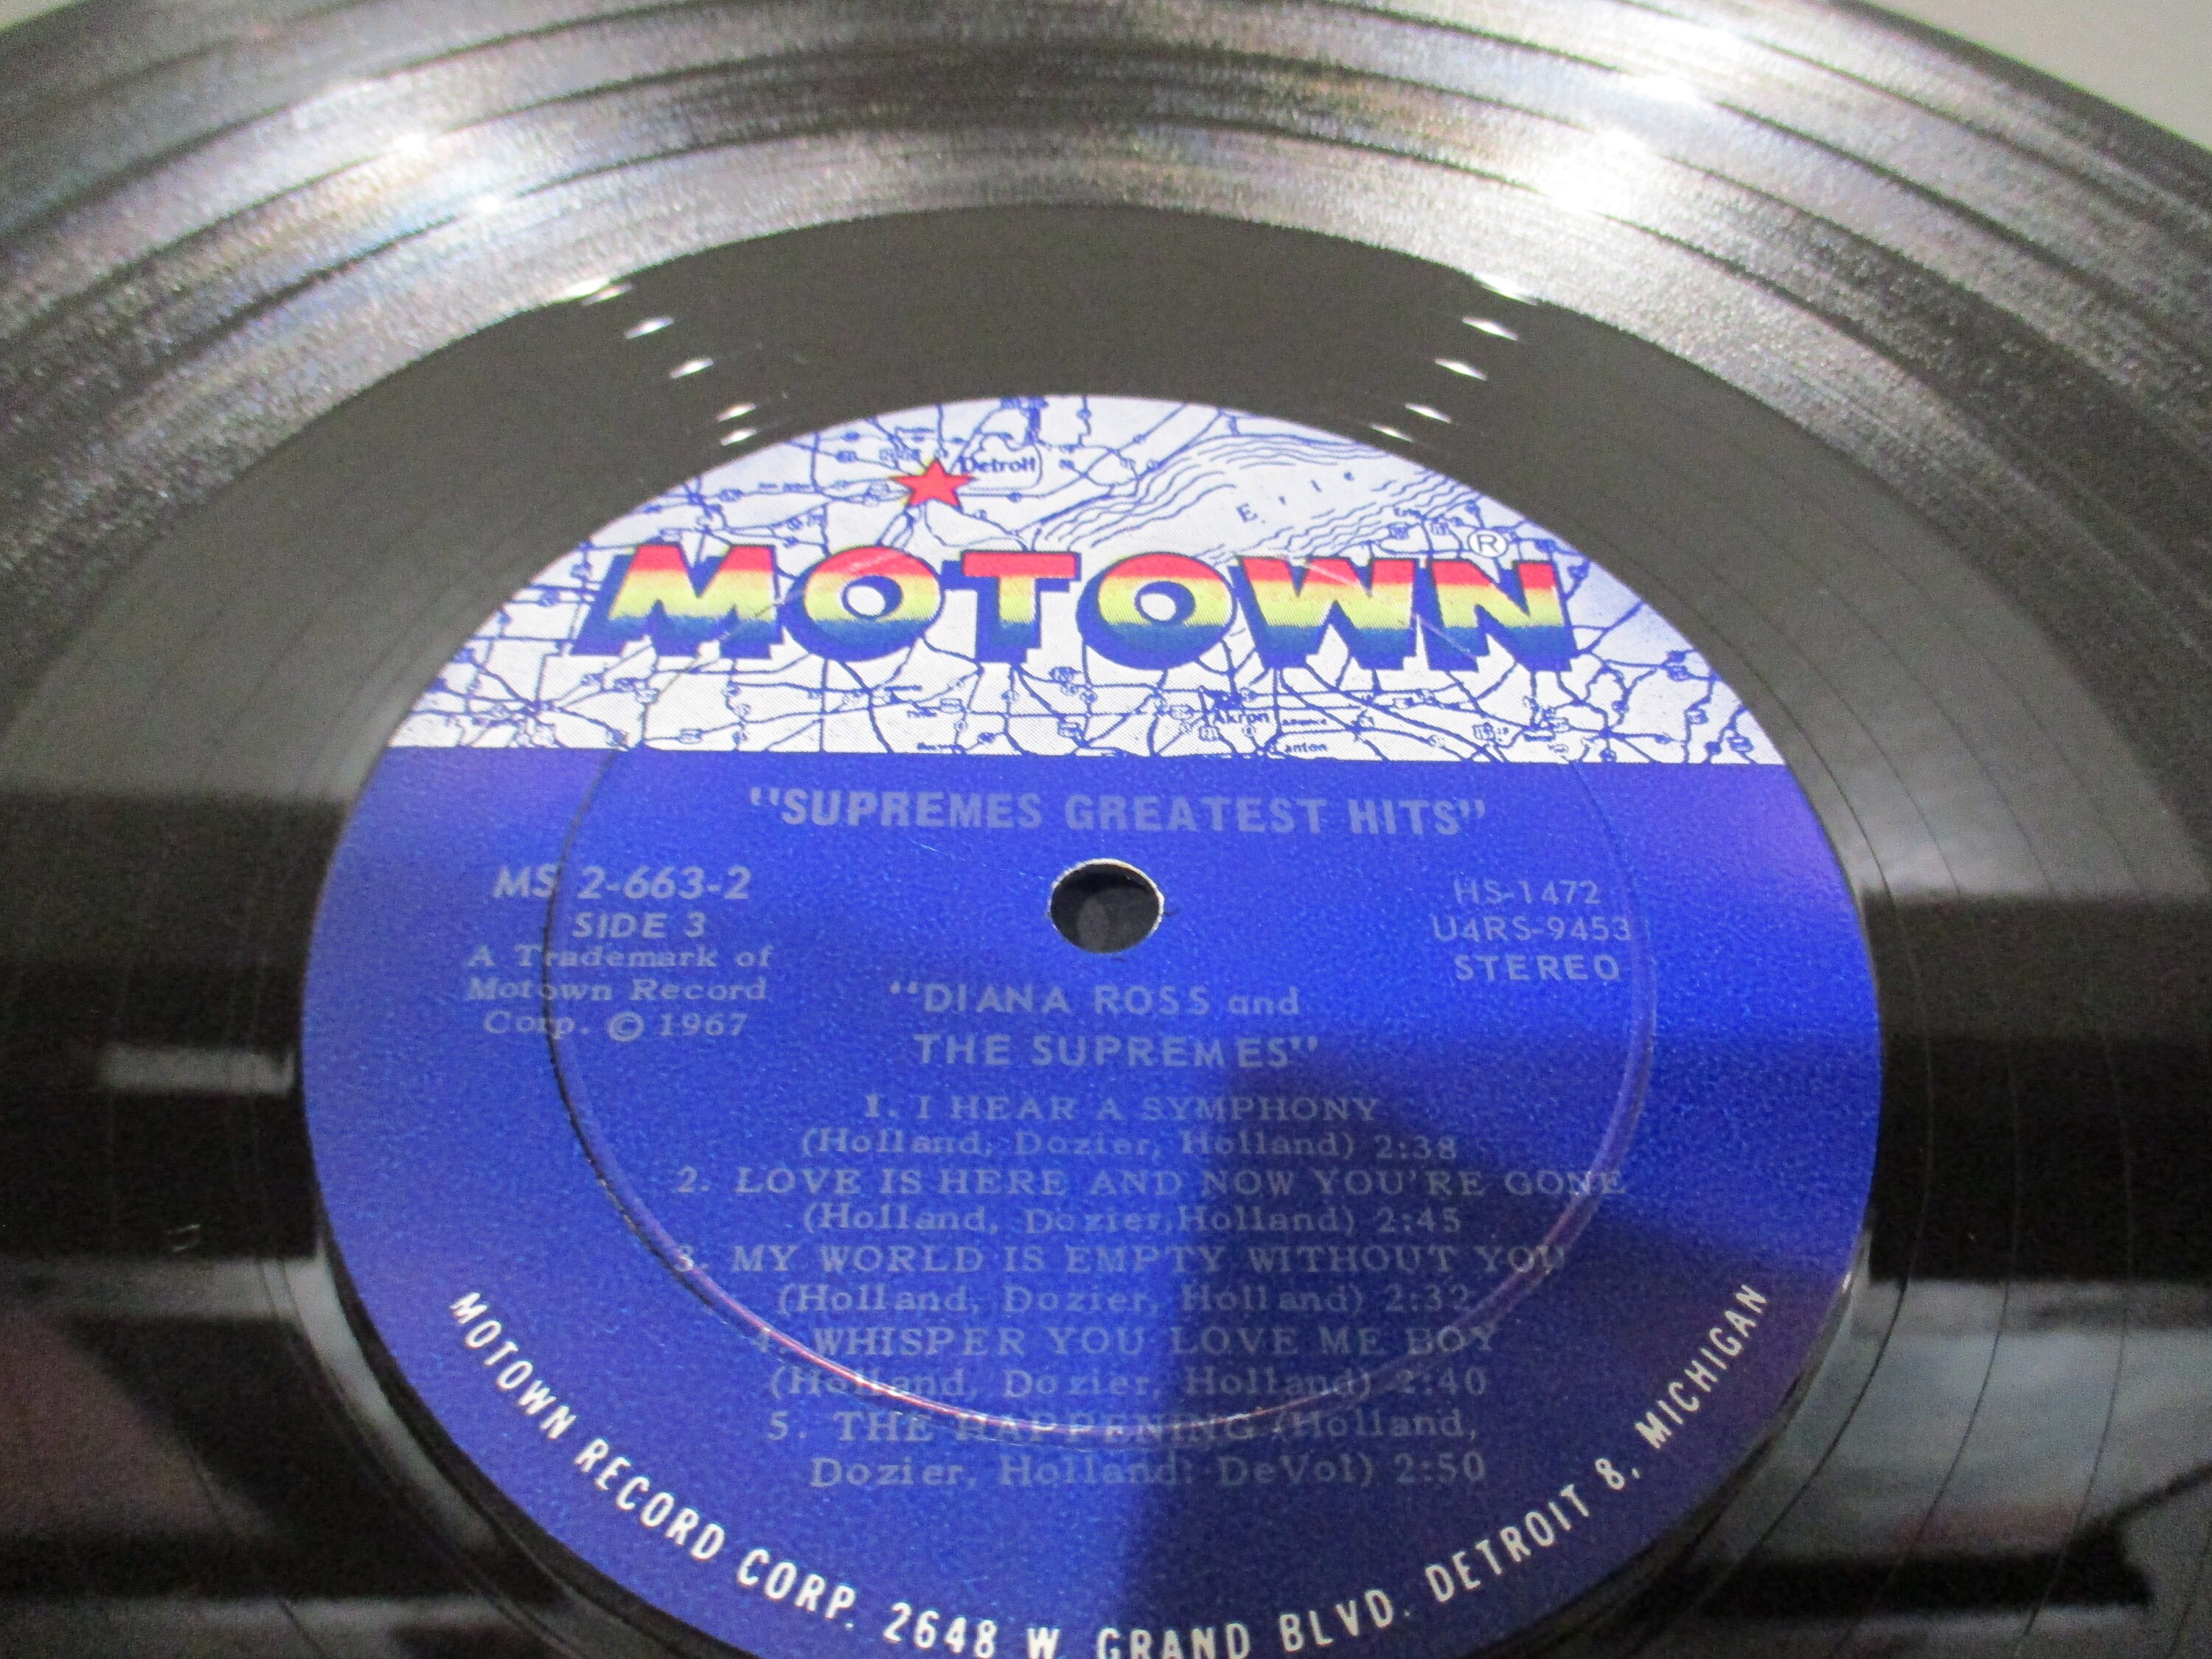 Detroit
Erie
MOTOWN ®
Akron
anton
"SUPREMES GREATEST HITS"
MS 2-663-2
SIDE 3
A Trademark of
Motown Record
Corp. © 1967
HS-1472
U4RS-9453
STEREO
"DIANA ROSS and
THE SUPREMES"
1. I HEAR A SYMPHONY
(Holland, Dozier, Holland) 2:38
2. LOVE IS HERE AND NOW YOU'RE GONE
(Holland, Dozier, Holland) 2:45
3. MY WORLD IS EMPTY WITHOUT YOU
(Holland, Dozier, Holland) 2:32
4. WHISPER YOU LOVE ME BOY
(Holland, Dozier, Holland) 2:40
5. THE HAPPENING (Holland,
Dozier, Holland; DeVol) 2:50
MOTOWN RECORD CORP. 2648 W. GRAND BLVD. DETROIT 8, MICHIGAN